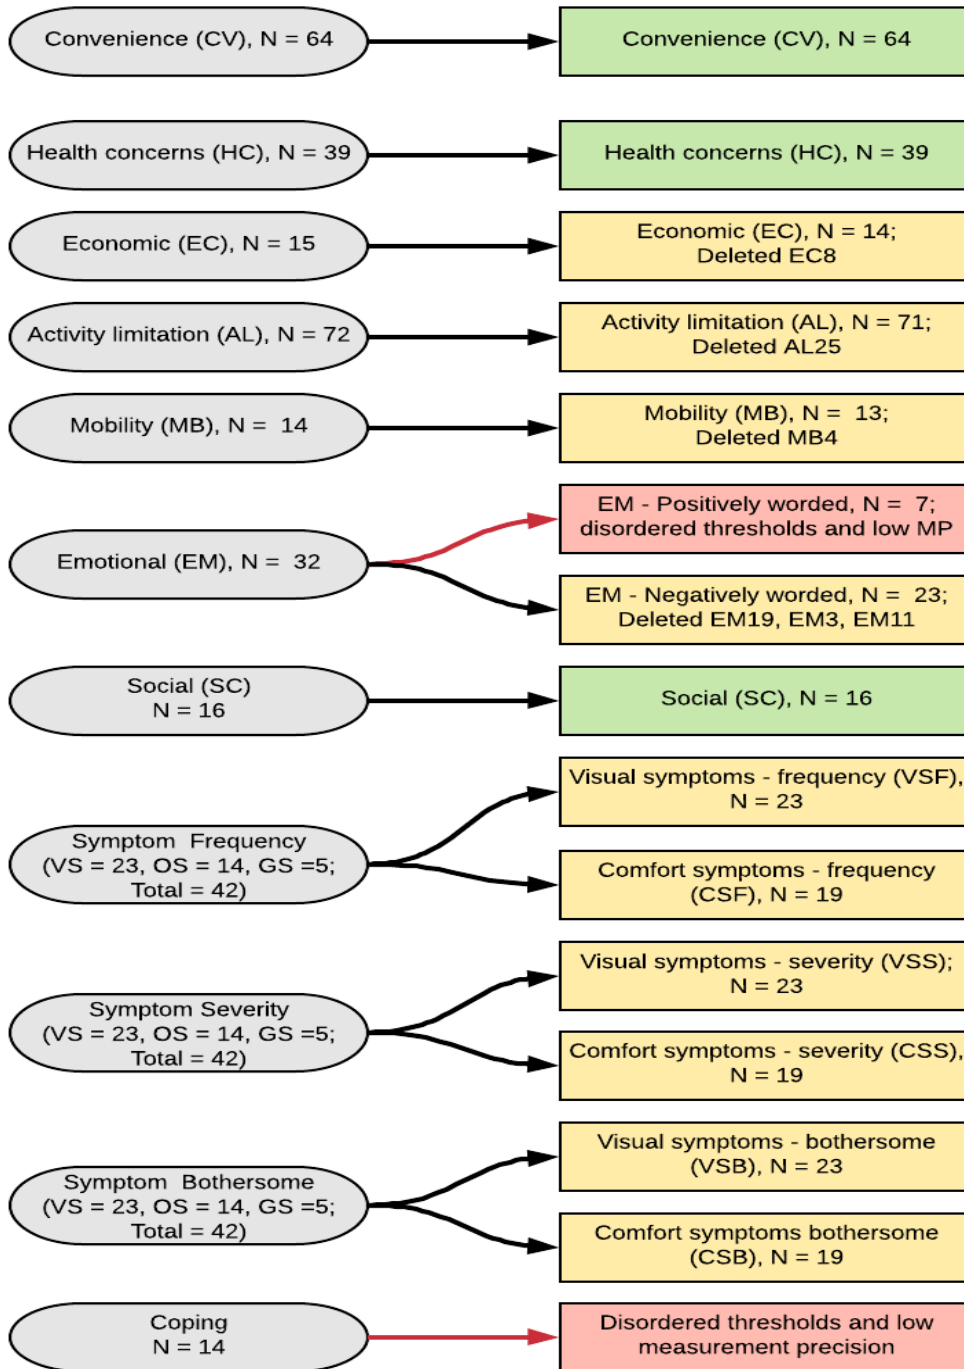 Convenience (CV), N = 64
Convenience (CV), N = 64
Health concerns (HC), N = 39
Health concerns (HC), N = 39
Economic (EC), N = 15
Economic (EC), N = 14;
Deleted EC8
Activity limitation (AL), N = 72
Activity limitation (AL), N = 71;
Deleted AL25
Mobility (MB), N = 14
Mobility (MB), N = 13;
Deleted MB4
Emotional (EM), N = 32
EM - Positively worded, N = 7;
disordered thresholds and low MP
EM - Negatively worded, N = 23;
Deleted EM19, EM3, EM11
Social (SC)
N = 16
Social (SC), N = 16
Symptom Frequency
(VS = 23, OS = 14, GS =5;
Total = 42)
Visual symptoms - frequency (VSF),
N = 23
Comfort symptoms - frequency
(CSF), N = 19
Symptom Severity
(VS = 23, OS = 14, GS =5;
Total = 42)
Visual symptoms - severity (VSS);
N = 23
Comfort symptoms - severity (CSS),
N = 19
Symptom Bothersome
(VS = 23, OS = 14, GS =5;
Total = 42)
Visual symptoms - bothersome
(VSB), N = 23
Comfort symptoms bothersome
(CSB), N = 19
Coping
N = 14
Disordered thresholds and low
measurement precision